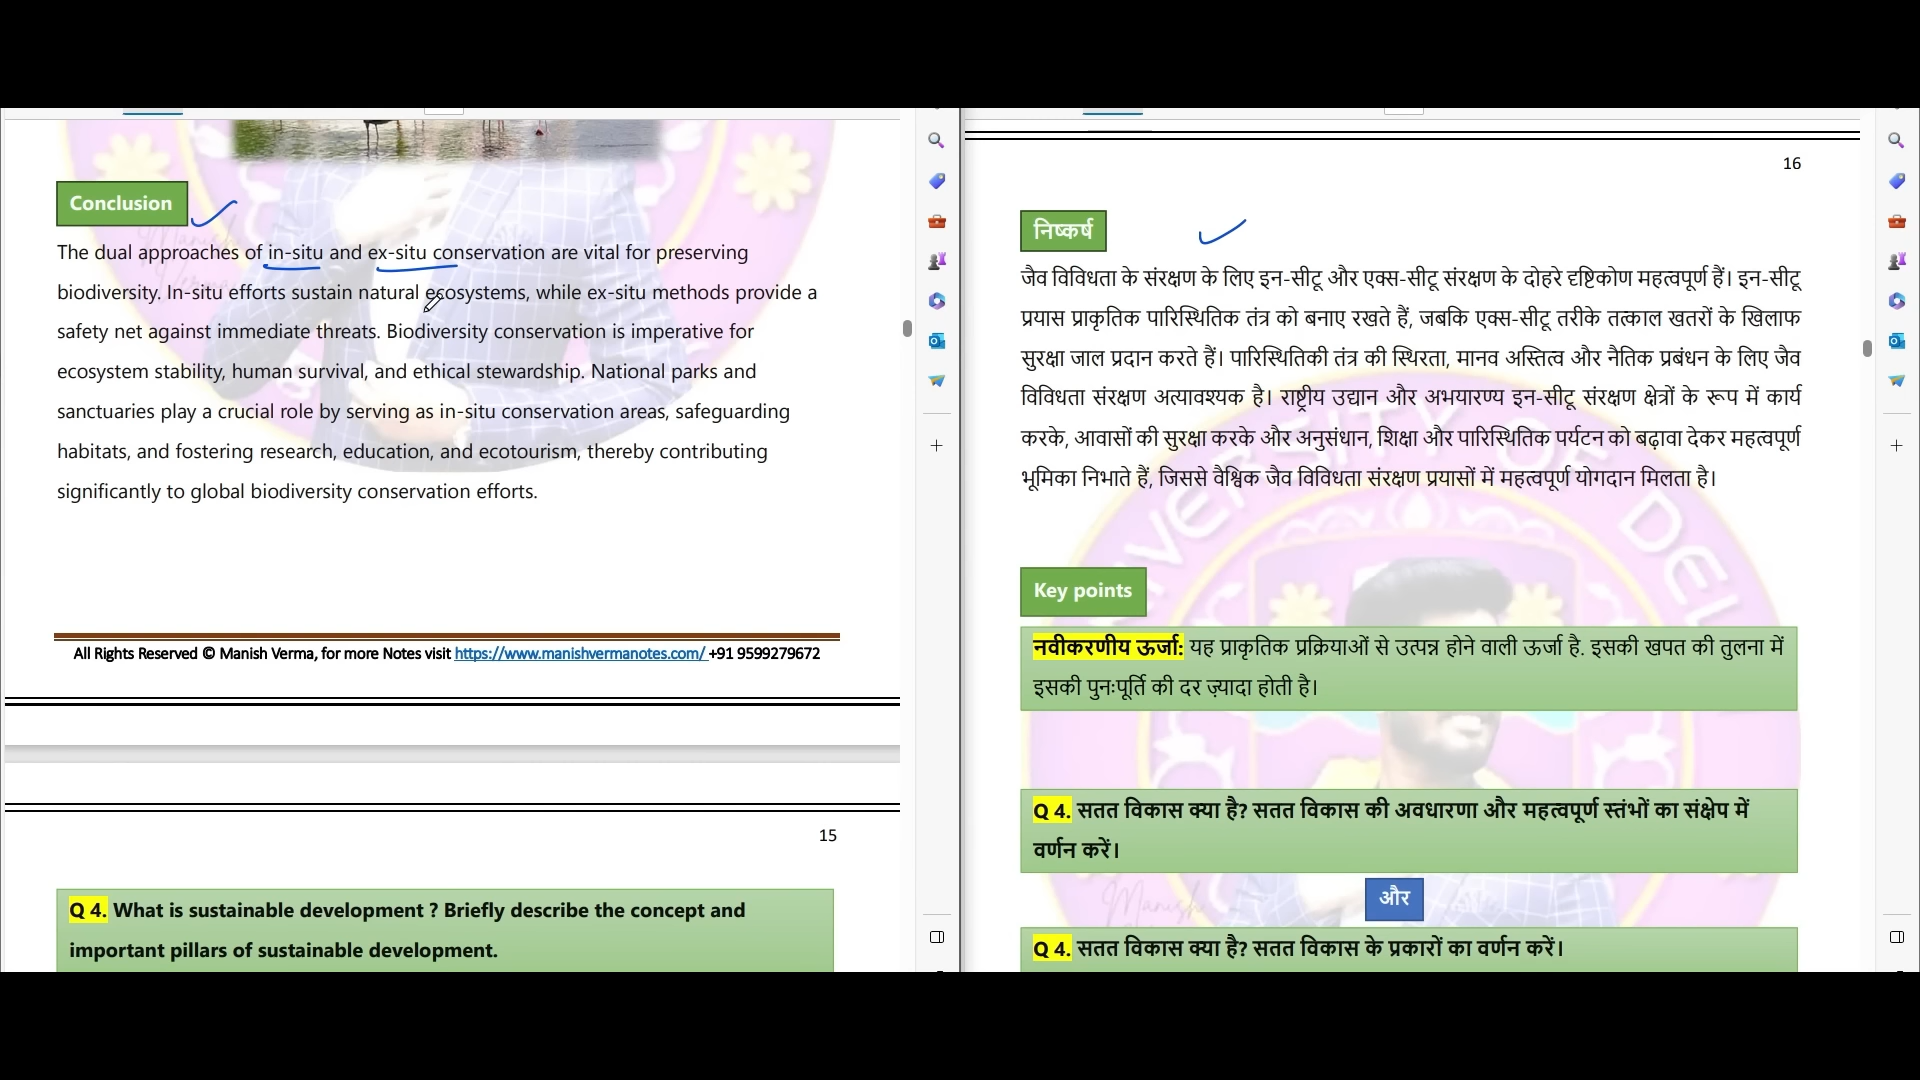 Conclusion
The dual approaches of in-situ and ex-situ conservation are vital for preserving
biodiversity. In-situ efforts sustain natural ecosystems, while ex-situ methods provide a
safety net against immediate threats. Biodiversity conservation is imperative for
ecosystem stability, human survival, and ethical stewardship. National parks and
sanctuaries play a crucial role by serving as in-situ conservation areas, safeguarding
habitats, and fostering research, education, and ecotourism, thereby contributing
significantly to global biodiversity conservation efforts.
All Rights Reserved © Manish Verma, for more Notes visit https://www.manishvermanotes.com/ +91 9599279672
15
Q 4. What is sustainable development ? Briefly describe the concept and
important pillars of sustainable development.
16
निष्कर्ष
जैव विविधता के संरक्षण के लिए इन-सीटू और एक्स-सीटू संरक्षण के दोहरे दृष्टिकोण महत्वपूर्ण हैं। इन-सीटू
प्रयास प्राकृतिक पारिस्थितिक तंत्र को बनाए रखते हैं, जबकि एक्स-सीटू तरीके तत्काल खतरों के खिलाफ
सुरक्षा जाल प्रदान करते हैं। पारिस्थितिकी तंत्र की स्थिरता, मानव अस्तित्व और नैतिक प्रबंधन के लिए जैव
विविधता संरक्षण अत्यावश्यक है। राष्ट्रीय उद्यान और अभयारण्य इन-सीटू संरक्षण क्षेत्रों के रूप में कार्य
करके, आवासों की सुरक्षा करके और अनुसंधान, शिक्षा और पारिस्थितिक पर्यटन को बढ़ावा देकर महत्वपूर्ण
भूमिका निभाते हैं, जिससे वैश्विक जैव विविधता संरक्षण प्रयासों में महत्वपूर्ण योगदान मिलता है।
Key points
नवीकरणीय ऊर्जा: यह प्राकृतिक प्रक्रियाओं से उत्पन्न होने वाली ऊर्जा है. इसकी खपत की तुलना में
इसकी पुनःपूर्ति की दर ज़्यादा होती है।
Q 4. सतत विकास क्या है? सतत विकास की अवधारणा और महत्वपूर्ण स्तंभों का संक्षेप में
वर्णन करें।
और
Q 4. सतत विकास क्या है? सतत विकास के प्रकारों का वर्णन करें।